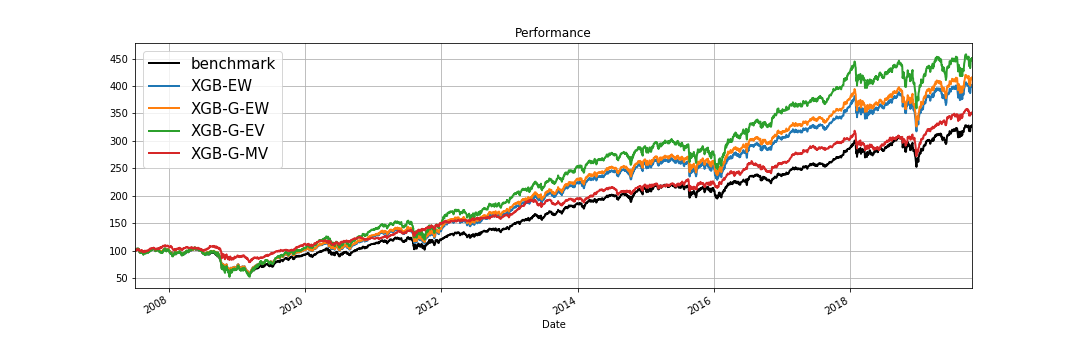 Performance
450
400
350
300
250
200
150
100
50
benchmark
XGB-EW
XGB-G-EW
XGB-G-EV
XGB-G-MV
2008
2010
2012
2014
2016
2018
Date